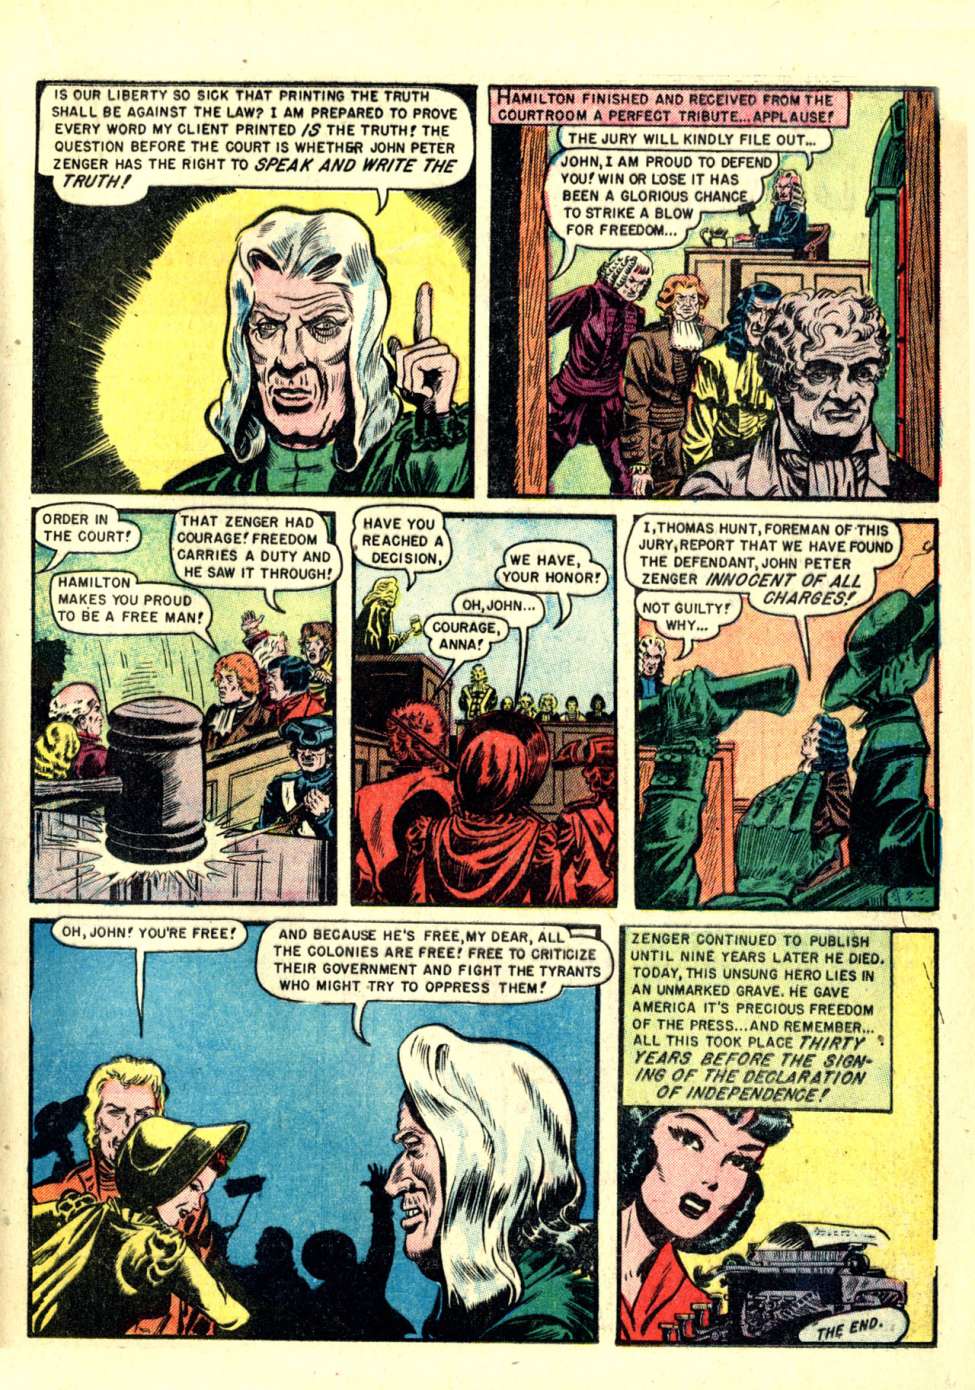 IS OUR LIBERTY SO SICK THAT PRINTING THE TRUTH
SHALL BE AGAINST THE LAW? I AM PREPARED TO PROVE
EVERY WORD MY CLIENT PRINTED IS THE TRUTH! THE
QUESTION BEFORE THE COURT IS WHETHER JOHN PETER
ZENGER HAS THE RIGHT TO SPEAK AND WRITE THE
TRUTH!
HAMILTON FINISHED AND RECEIVED FROM THE
COURTROOM A PERFECT TRIBUTE...APPLAUSE!
THE JURY WILL KINDLY FILE OUT...
JOHN, I AM PROUD TO DEFEND
YOU! WIN OR LOSE IT HAS
BEEN A GLORIOUS CHANCE
TO STRIKE A BLOW
FOR FREEDOM...
ORDER IN
THE COURT!
THAT ZENGER HAD
COURAGE! FREEDOM
CARRIES A DUTY AND
HE SAW IT THROUGH!
HAMILTON
MAKES YOU PROUD
TO BE A FREE MAN!
HAVE YOU
REACHED A
DECISION,
WE HAVE,
YOUR HONOR!
OH, JOHN...
COURAGE,
ANNA!
I, THOMAS HUNT, FOREMAN OF THIS
JURY, REPORT THAT WE HAVE FOUND
THE DEFENDANT, JOHN PETER
ZENGER INNOCENT OF ALL
CHARGES!
NOT GUILTY!
WHY...
OH, JOHN! YOU'RE FREE!
AND BECAUSE HE'S FREE, MY DEAR, ALL
THE COLONIES ARE FREE! FREE TO CRITICIZE
THEIR GOVERNMENT AND FIGHT THE TYRANTS
WHO MIGHT TRY TO OPPRESS THEM!
ZENGER CONTINUED TO PUBLISH
UNTIL NINE YEARS LATER HE DIED.
TODAY, THIS UNSUNG HERO LIES IN
AN UNMARKED GRAVE. HE GAVE
AMERICA IT'S PRECIOUS FREEDOM
OF THE PRESS...AND REMEMBER...
ALL THIS TOOK PLACE THIRTY
YEARS BEFORE THE SIGN-
ING OF THE DECLARATION
OF INDEPENDENCE!
THE END.